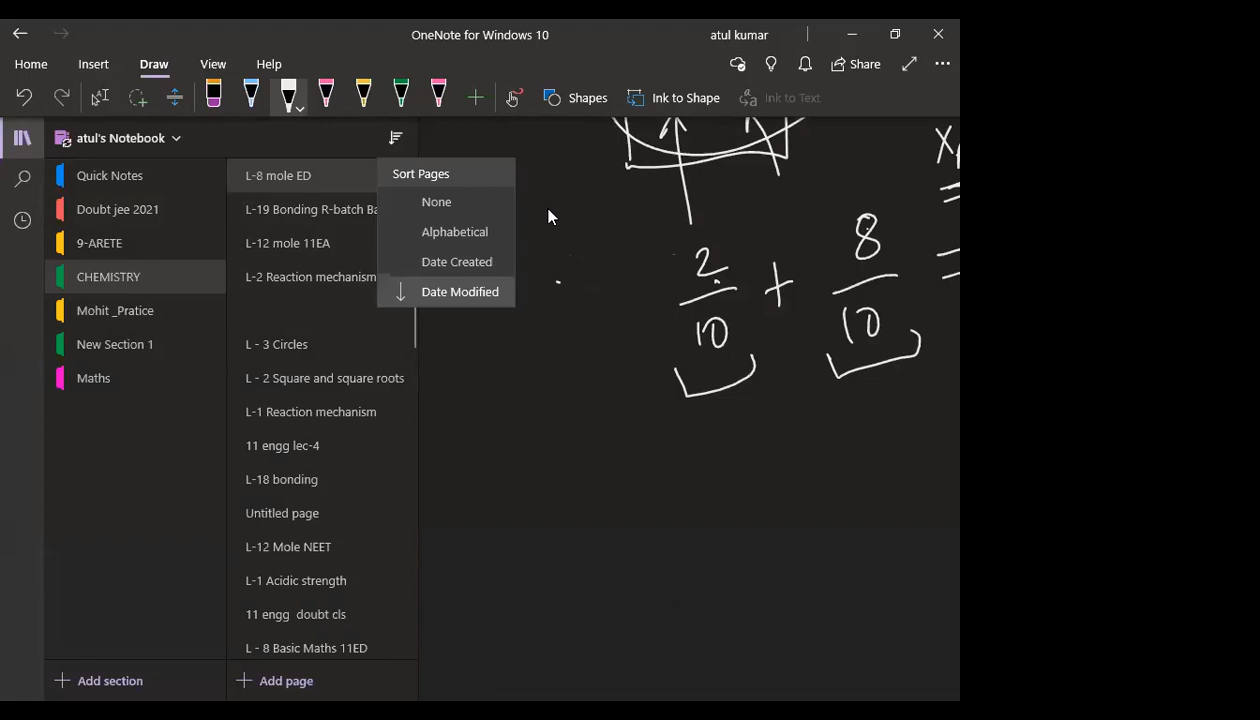 OneNote for Windows 10
atul kumar
Home Insert Draw View Help
Share
Shapes
Ink to Shape
Ink to Text
atul's Notebook
Quick Notes
Doubt jee 2021
9-ARETE
CHEMISTRY
Mohit _Pratice
New Section 1
Maths
Add section
L-8 mole ED
L-19 Bonding R-batch Ba
L-12 mole 11EA
L-2 Reaction mechanism
L - 3 Circles
L - 2 Square and square roots
L-1 Reaction mechanism
11 engg lec-4
L-18 bonding
Untitled page
L-12 Mole NEET
L-1 Acidic strength
11 engg doubt cls
L - 8 Basic Maths 11ED
Add page
Sort Pages
None
Alphabetical
Date Created
Date Modified
2/10 + 8/10
=
=